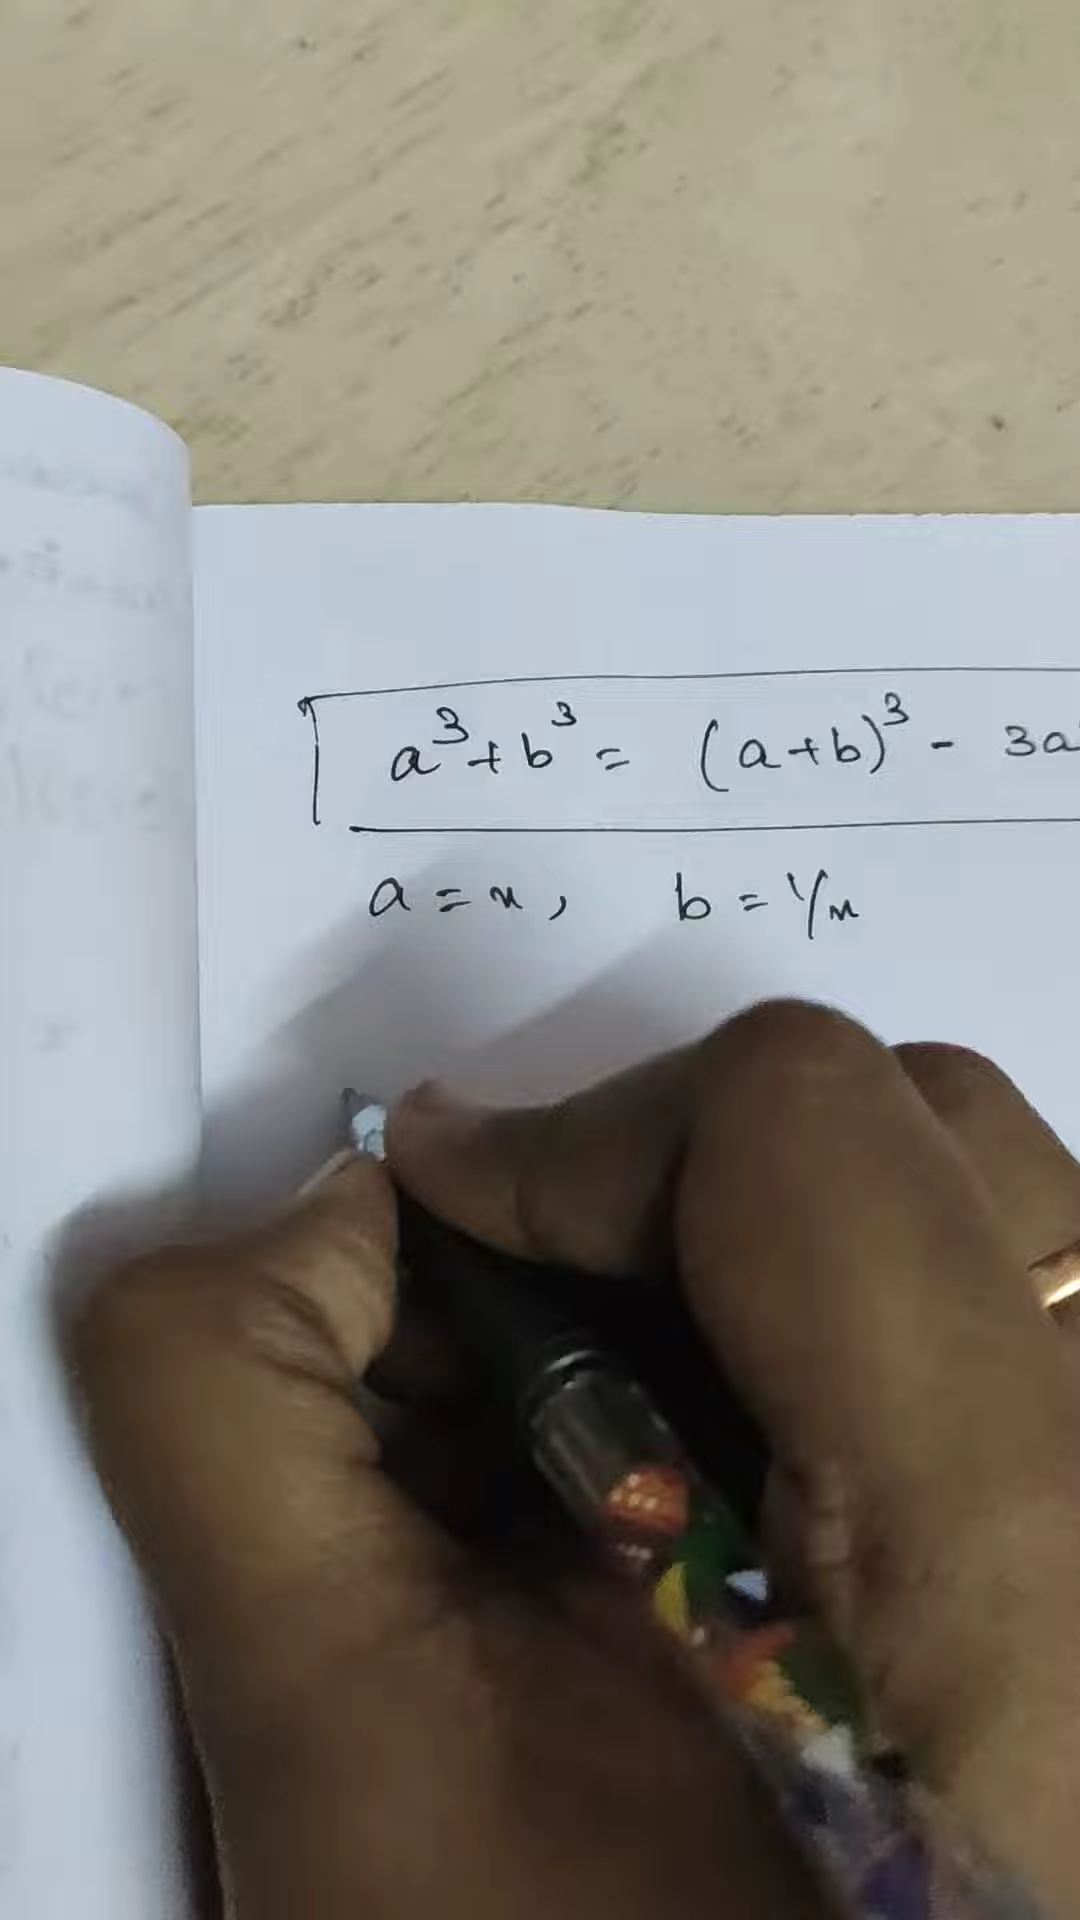 a³+b³ = (a+b)³ - 3a
a = x, b = 1/x